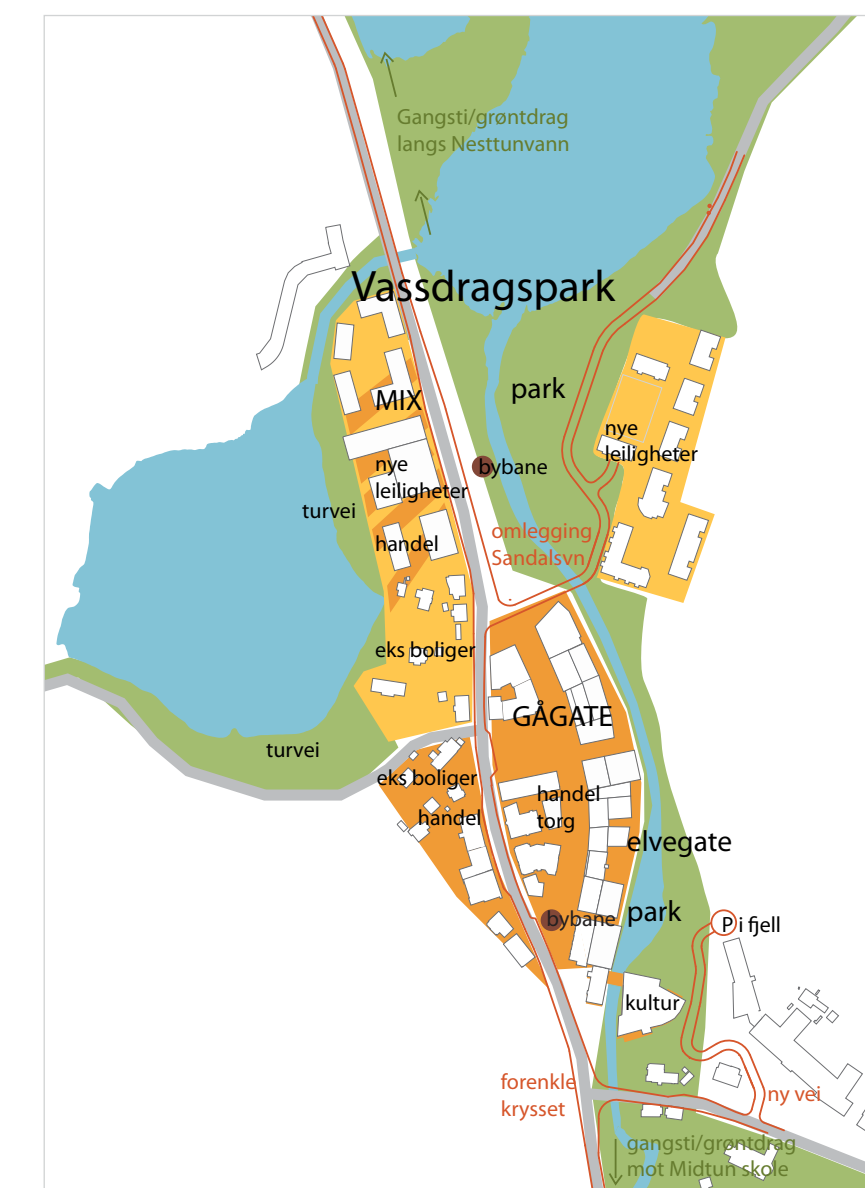 Gangsti/grøntdrag
langs Nesttunvann
Vassdragspark
park
MIX
nye
leiligheter
bybane
nye
leiligheter
turvei
omlegging
Sandalsvn
handel
eks boliger
GÅGATE
turvei
eks boliger
handel
torg
handel
elvegate
bybane
park
P i fjell
kultur
forenkle
krysset
ny vei
gangsti/grøntdrag
mot Midtun skole